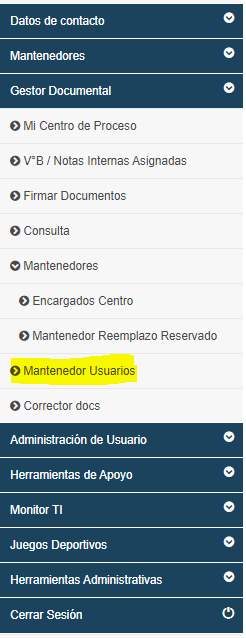 Datos de contacto
Mantenedores
Gestor Documental
Mi Centro de Proceso
V°B / Notas Internas Asignadas
Firmar Documentos
Consulta
Mantenedores
Encargados Centro
Mantenedor Reemplazo Reservado
Mantenedor Usuarios
Corrector docs
Administración de Usuario
Herramientas de Apoyo
Monitor TI
Juegos Deportivos
Herramientas Administrativas
Cerrar Sesión